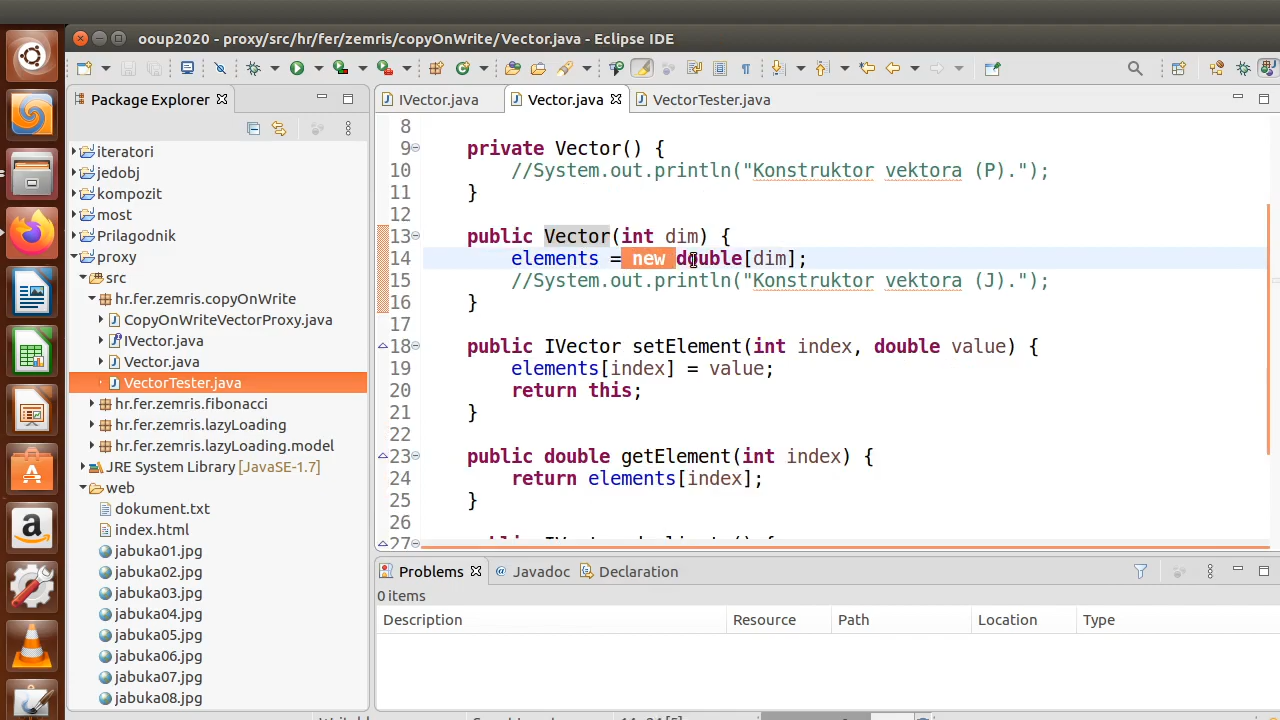 ooup2020 - proxy/src/hr/fer/zemris/copyOnWrite/Vector.java - Eclipse IDE
Package Explorer
iteratori
jedobj
kompozit
most
Prilagodnik
proxy
src
hr.fer.zemris.copyOnWrite
CopyOnWriteVectorProxy.java
IVector.java
Vector.java
VectorTester.java
hr.fer.zemris.fibonacci
hr.fer.zemris.lazyLoading
hr.fer.zemris.lazyLoading.model
JRE System Library [JavaSE-1.7]
web
dokument.txt
index.html
jabuka01.jpg
jabuka02.jpg
jabuka03.jpg
jabuka04.jpg
jabuka05.jpg
jabuka06.jpg
jabuka07.jpg
jabuka08.jpg
IVector.java Vector.java VectorTester.java
8
9 private Vector() {
10 //System.out.println("Konstruktor vektora (P).");
11 }
12
13 public Vector(int dim) {
14 elements = new double[dim];
15 //System.out.println("Konstruktor vektora (J).");
16 }
17
18 public IVector setElement(int index, double value) {
19 elements[index] = value;
20 return this;
21 }
22
23 public double getElement(int index) {
24 return elements[index];
25 }
26
27
Problems @ Javadoc Declaration
0 items
Description Resource Path Location Type